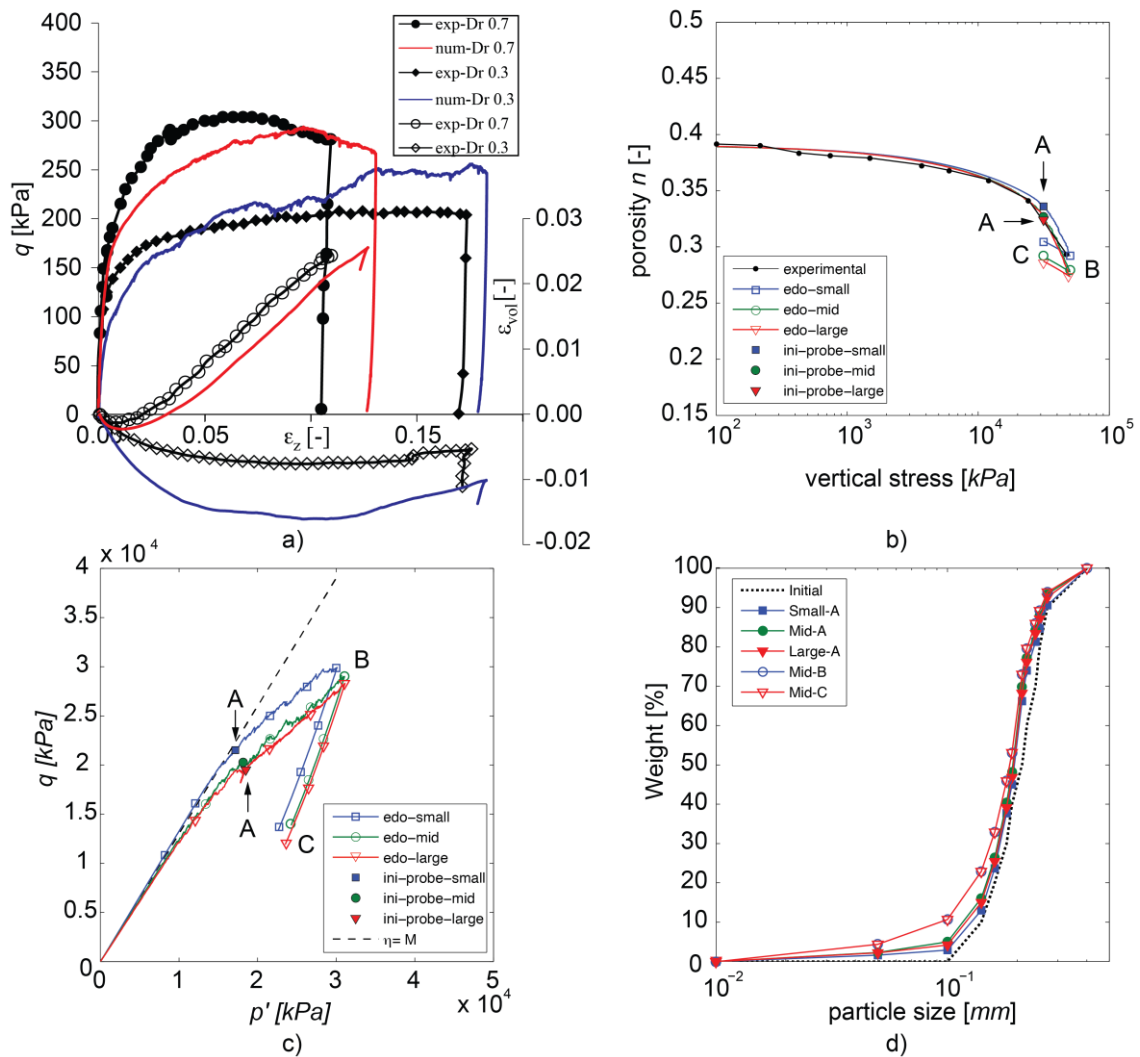 400
350
300
250
200
150
100
50
0
q [kPa]
exp-Dr 0.7
num-Dr 0.7
exp-Dr 0.3
num-Dr 0.3
exp-Dr 0.7
exp-Dr 0.3
0.03
0.02
0.01
0.00
-0.01
-0.02
εvol [-]
0.00
0.05
εz [-]
0.15
a)
0.5
0.45
0.4
0.35
0.3
0.25
0.2
0.15
porosity n [-]
A
A
C
B
experimental
edo-small
edo-mid
edo-large
ini-probe-small
ini-probe-mid
ini-probe-large
10^2
10^3
10^4
10^5
vertical stress [kPa]
b)
x 10^4
4
3.5
3
2.5
2
1.5
1
0.5
0
q [kPa]
A
B
A
C
edo-small
edo-mid
edo-large
ini-probe-small
ini-probe-mid
ini-probe-large
η= M
0
1
2
3
4
5
x 10^4
p' [kPa]
c)
100
90
80
70
60
50
40
30
20
10
0
Weight [%]
Initial
Small-A
Mid-A
Large-A
Mid-B
Mid-C
10^-2
10^-1
particle size [mm]
d)